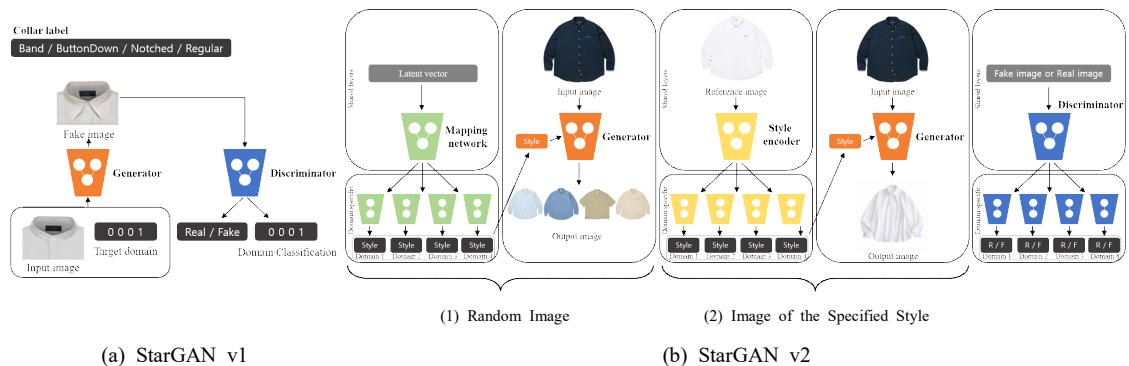 Collar label
Band / ButtonDown / Notched / Regular
Fake image
Generator
Discriminator
0 0 0 1
Target domain
Input image
Real / Fake
0 0 0 1
Domain Classification
(a) StarGAN v1
Shared layers
Latent vector
Mapping
network
Domain specific
Style
Style
Style
Style
Domain 1
Domain 2
Domain 3
Domain 4
Input image
Style
Generator
Output image
(1) Random Image
Shared layers
Reference image
Style
encoder
Domain specific
Style
Style
Style
Style
Domain 1
Domain 2
Domain 3
Domain 4
Input image
Style
Generator
Output image
(2) Image of the Specified Style
Shared layers
Fake image or Real image
Discriminator
Domain specific
R / F
R / F
R / F
R / F
Domain 1
Domain 2
Domain 3
Domain 4
(b) StarGAN v2